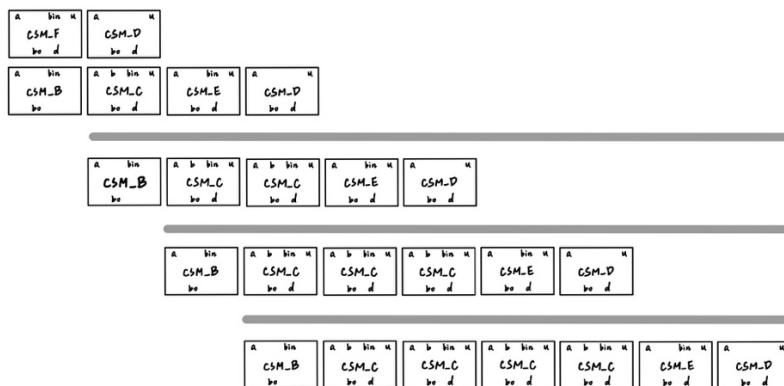 a bin u a u
CSM_F CSM_D
bo d bo d
a bin a b bin u a bin u a u
CSM_B CSM_C CSM_E CSM_D
bo bo d bo d bo d
a bin a b bin u a b bin u a bin u a u
CSM_B CSM_C CSM_C CSM_E CSM_D
bo bo d bo d bo d bo d
a bin a b bin u a b bin u a b bin u a bin u a u
CSM_B CSM_C CSM_C CSM_C CSM_E CSM_D
bo bo d bo d bo d bo d bo d
a bin a b bin u a b bin u a b bin u a b bin u a bin u a u
CSM_B CSM_C CSM_C CSM_C CSM_C CSM_E CSM_D
bo bo d bo d bo d bo d bo d bo d